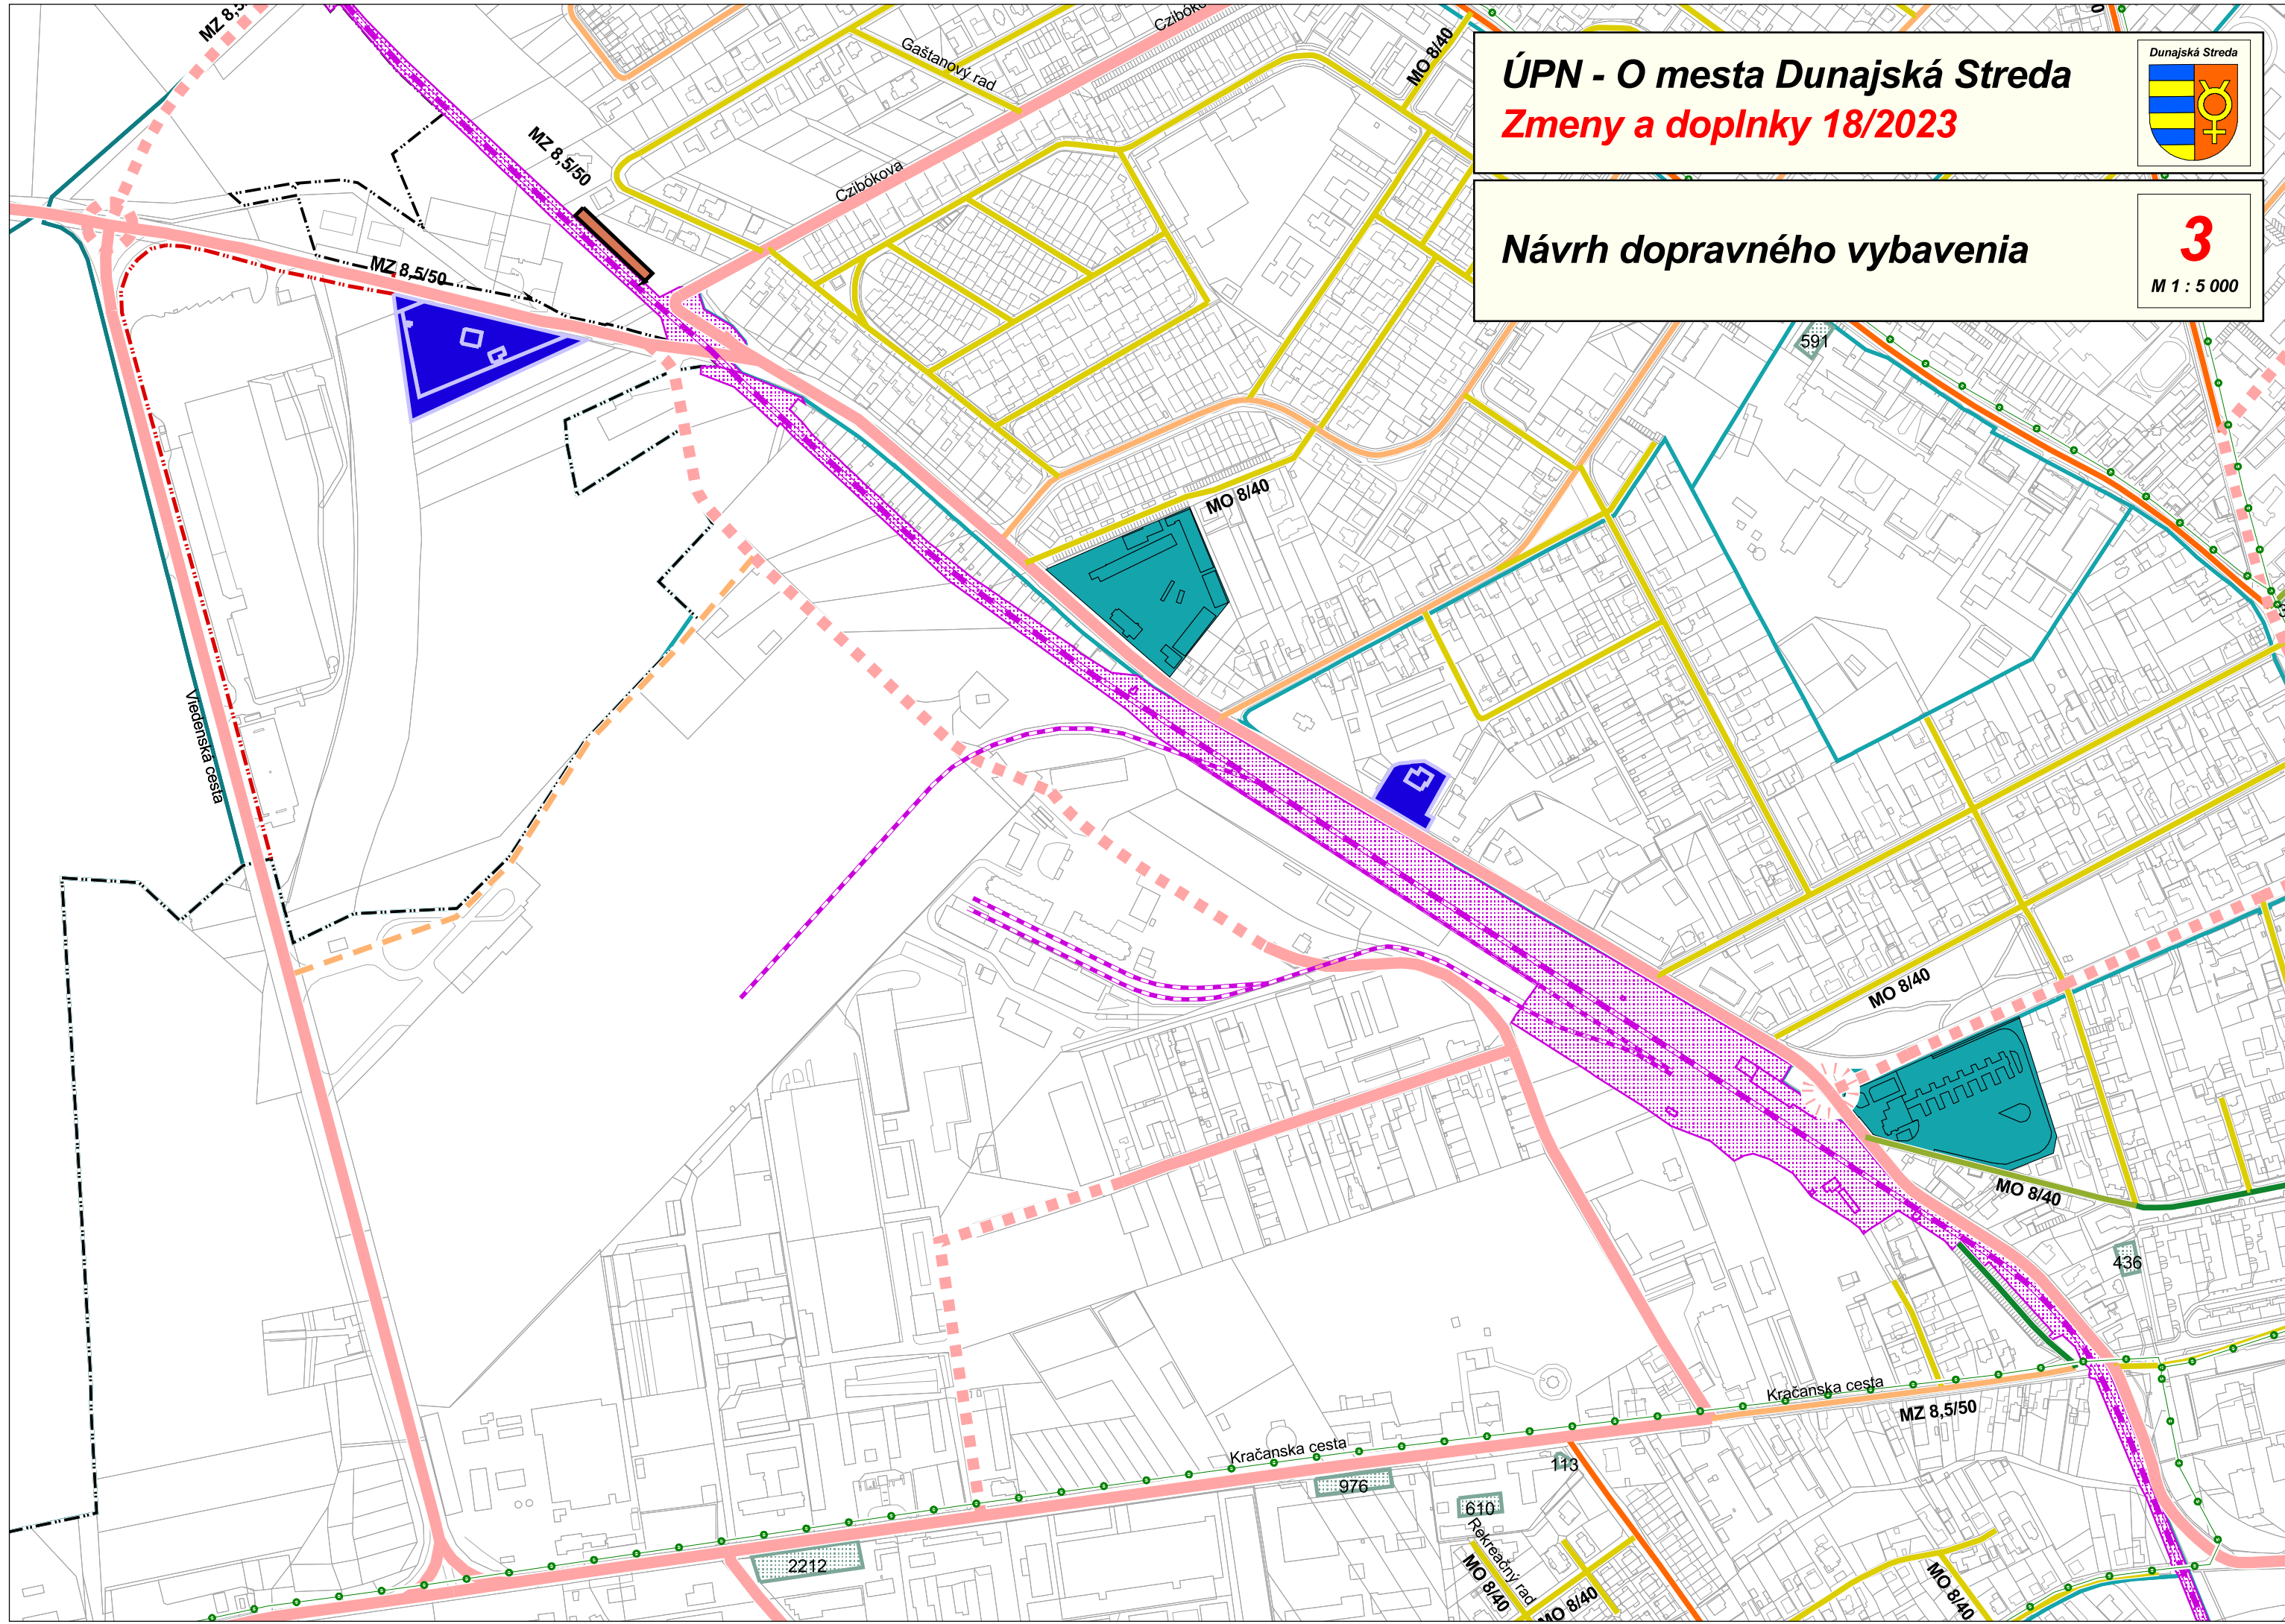 ÚPN - O mesta Dunajská Streda
Zmeny a doplnky 18/2023
Dunajská Streda
Návrh dopravného vybavenia
3
M 1 : 5 000
MZ 8,5
Gaštanový rad
MO 8/40
MZ 8,5/50
Czibókova
MZ 8,5/50
591
MO 8/40
Viedenská cesta
MO 8/40
MO 8/40
436
Kračanska cesta
MZ 8,5/50
Kračanska cesta
113
976
610
Rekreačný rad
MO 8/40
MO 8/40
MO 8/40
2212